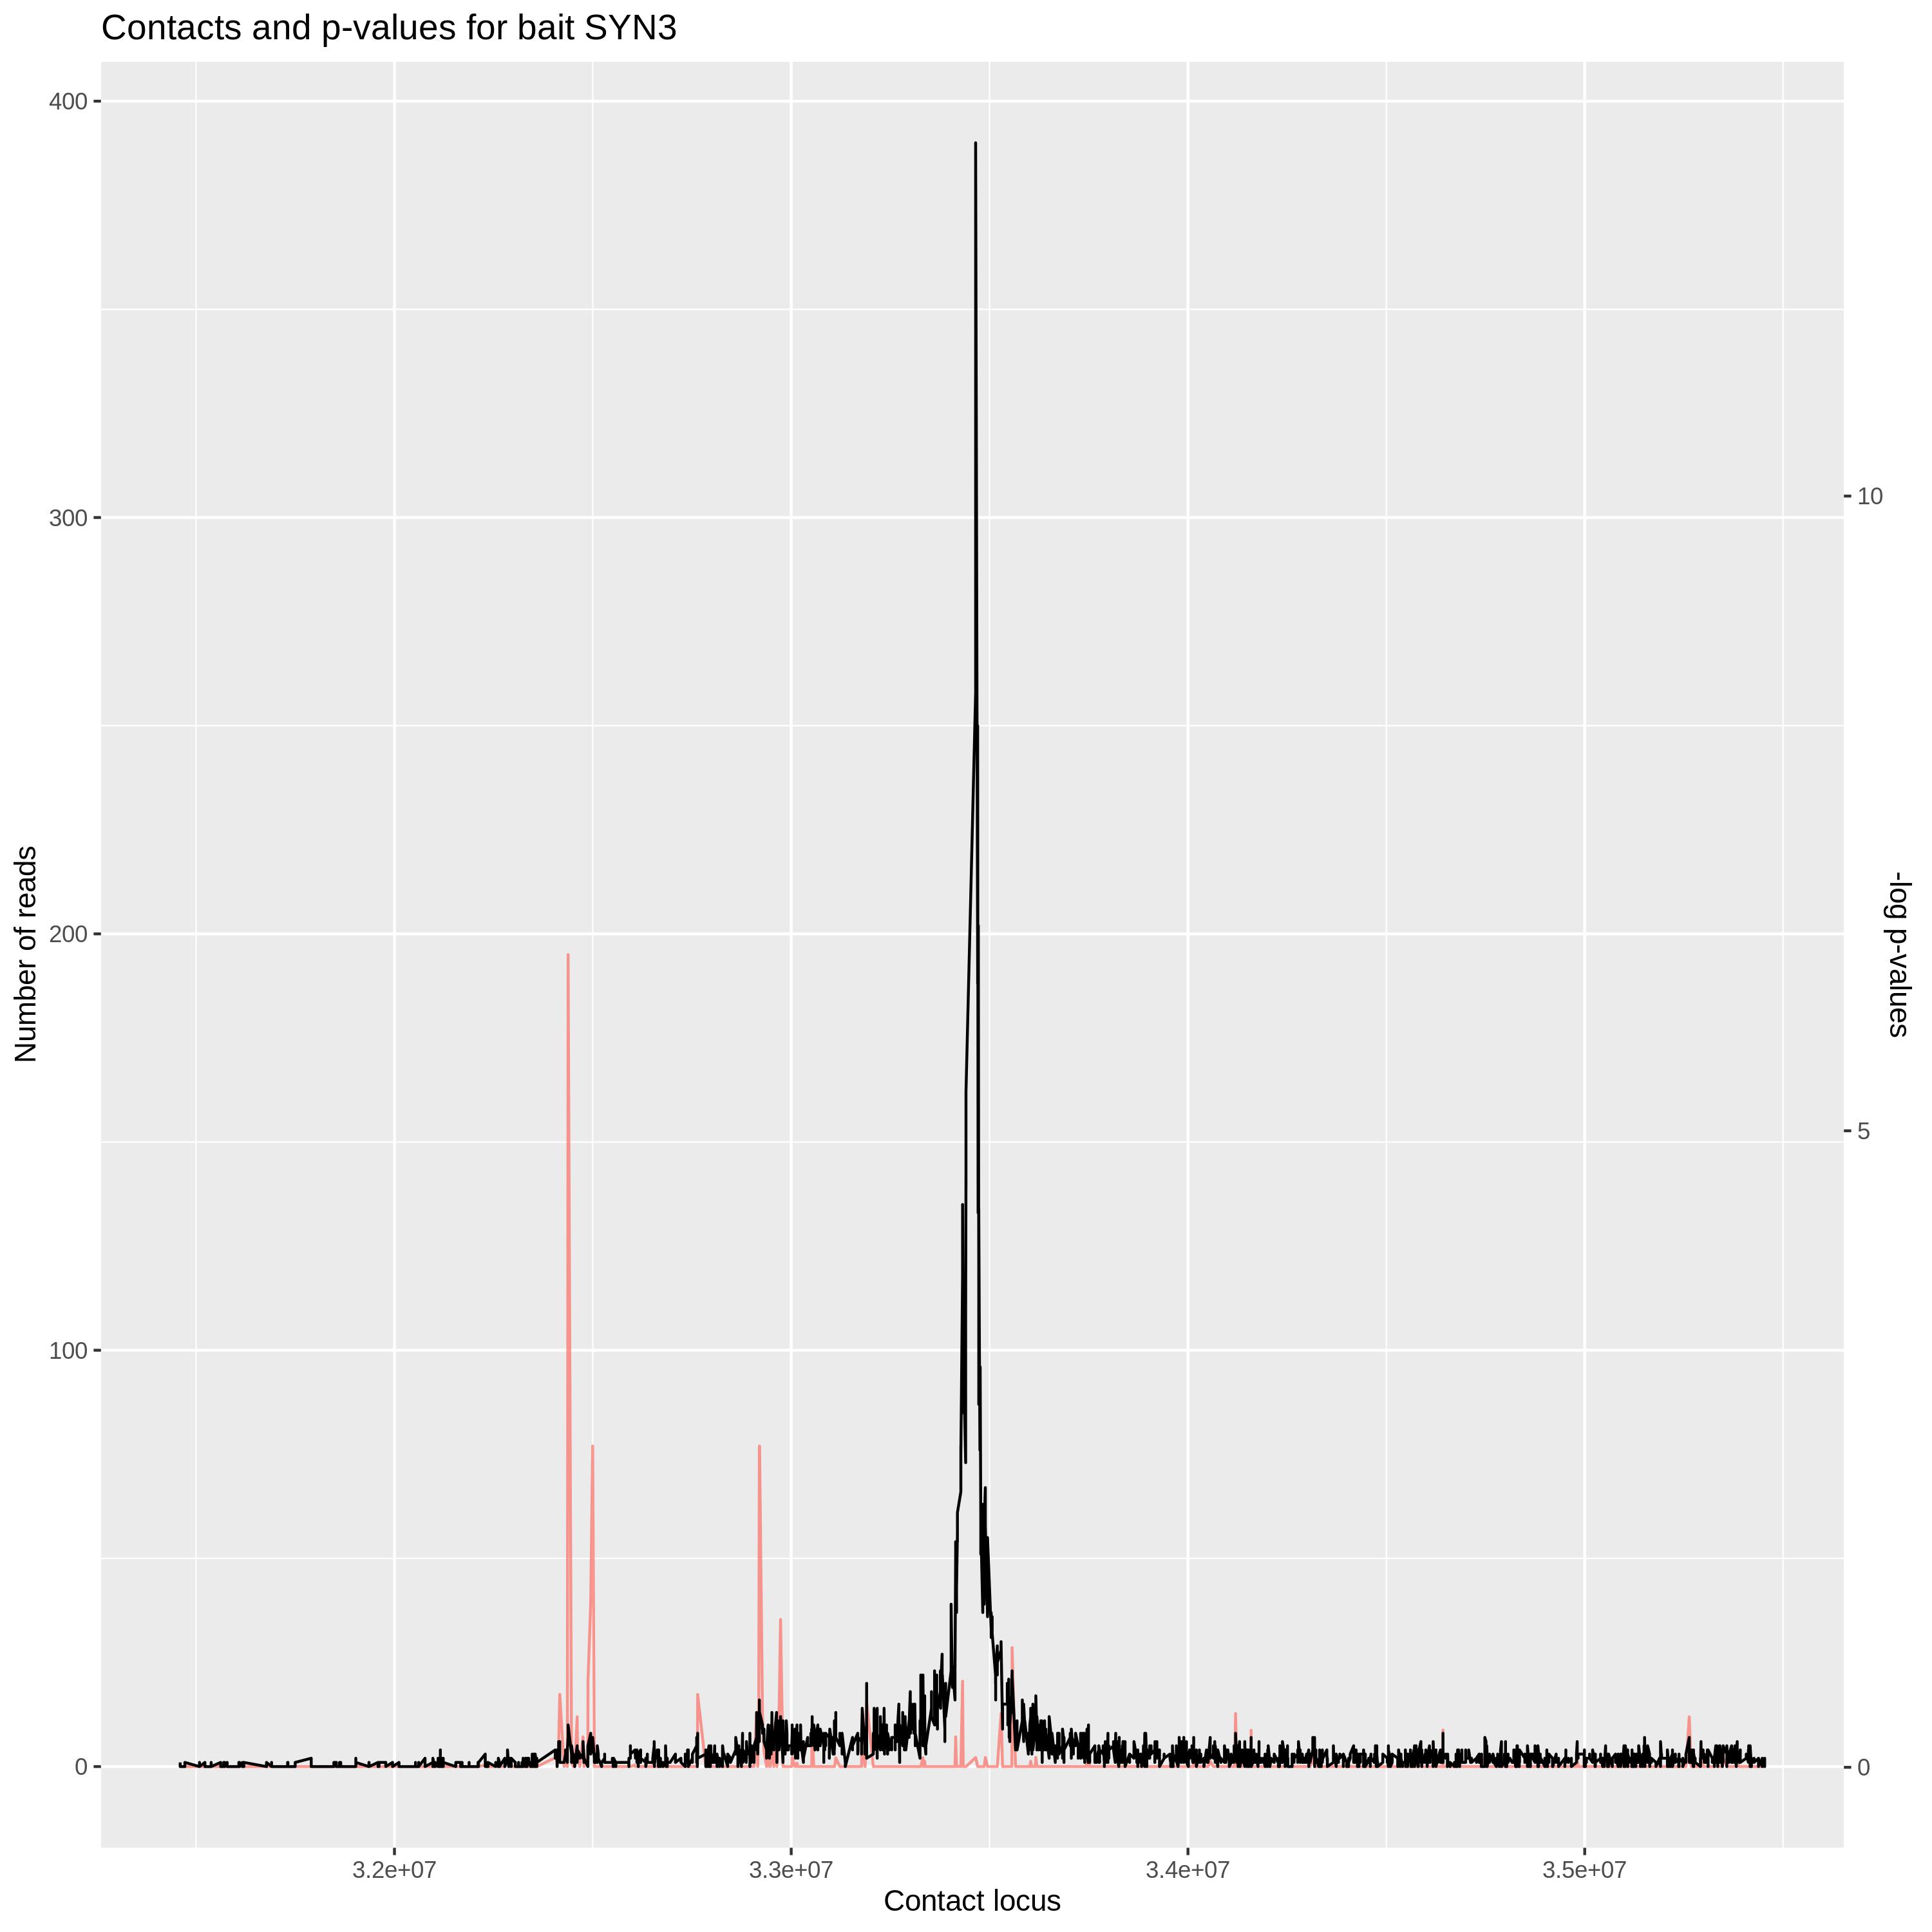 Contacts and p-values for bait SYN3
400
300
200
100
0
Number of reads
10
5
0
-log p-values
3.2e+07 3.3e+07 3.4e+07 3.5e+07
Contact locus